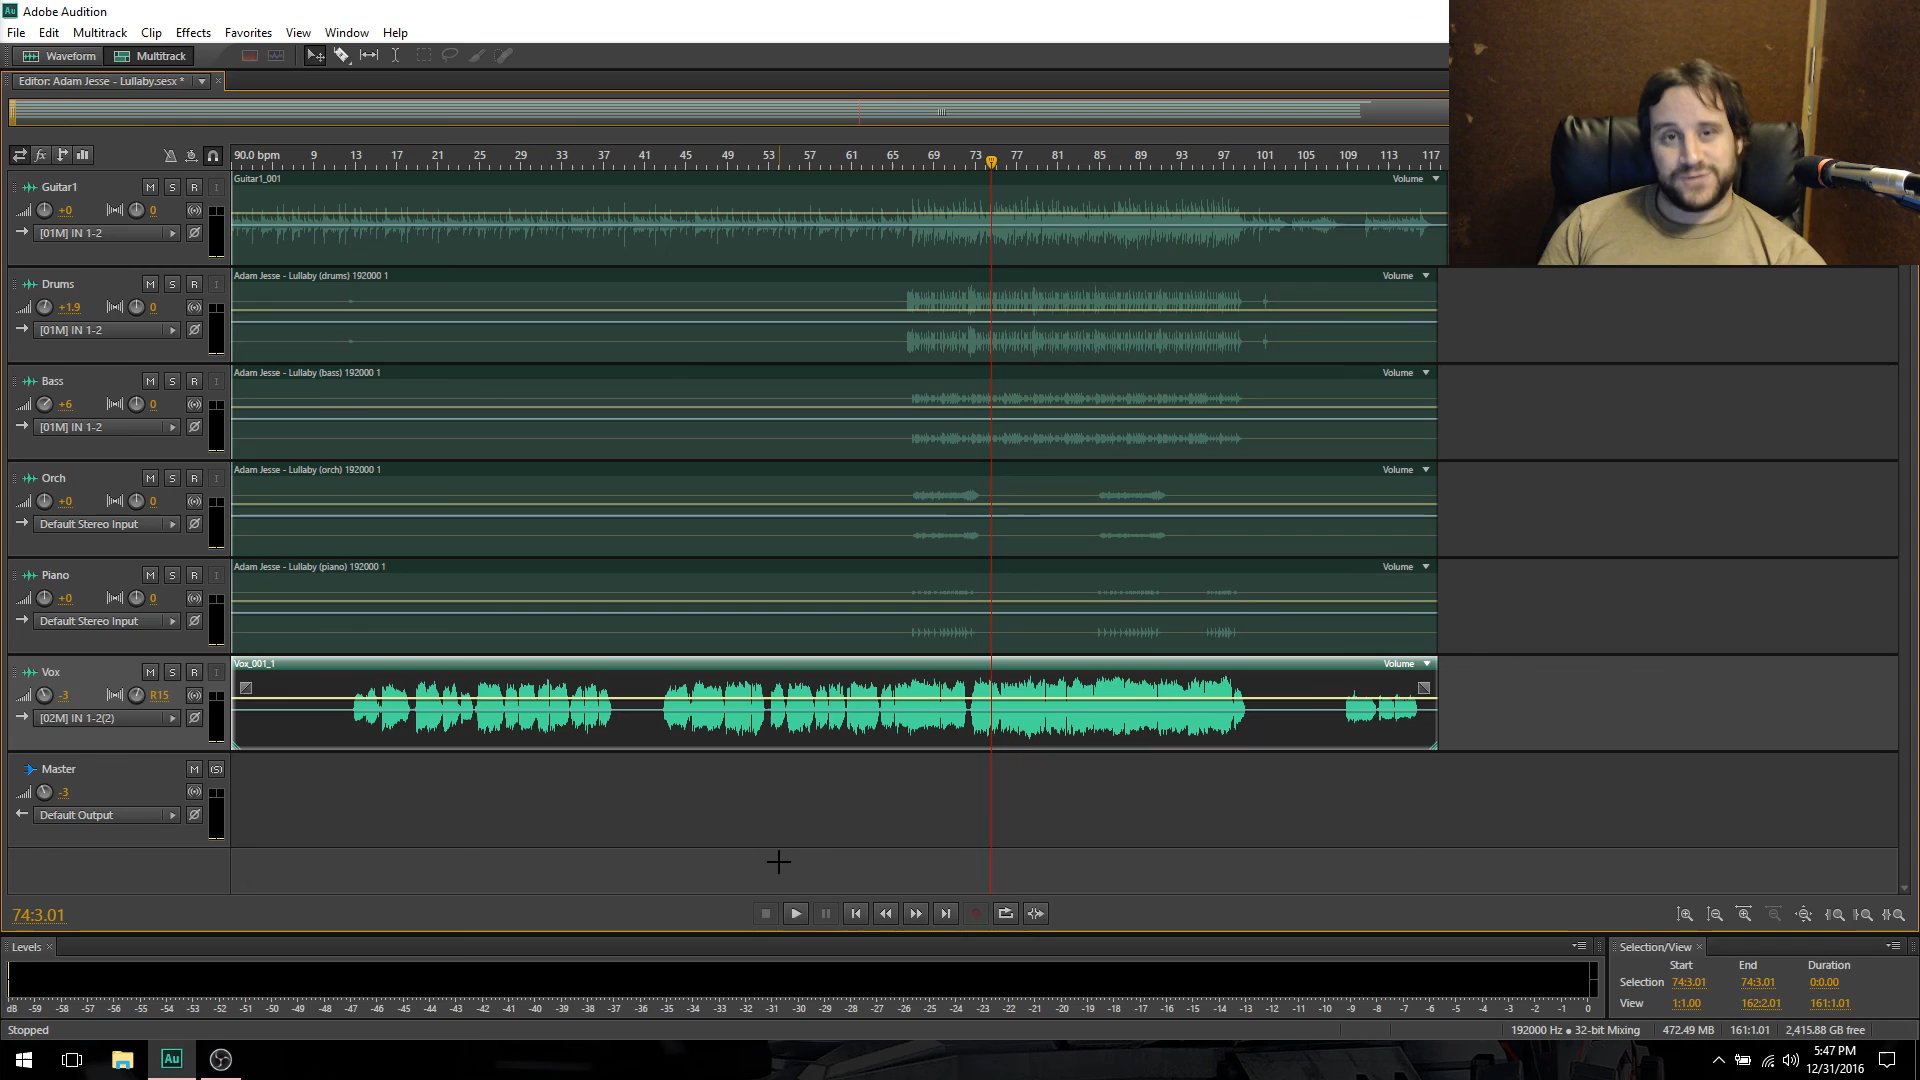 Au Adobe Audition
File Edit Multitrack Clip Effects Favorites View Window Help
Waveform Multitrack
Editor: Adam Jesse - Lullaby.sesx *
fx 90.0 bpm 9 13 17 21 25 29 33 37 41 45 49 53 57 61 65 69 73 77 81 85 89 93 97 101 105 109 113 117
Guitar1 M S R I Guitar1_001 Volume
+0 0
[01M] IN 1-2
Drums M S R I Adam Jesse - Lullaby (drums) 192000 1 Volume
+1.9 0
[01M] IN 1-2
Bass M S R I Adam Jesse - Lullaby (bass) 192000 1 Volume
+6 0
[01M] IN 1-2
Orch M S R I Adam Jesse - Lullaby (orch) 192000 1 Volume
+0 0
Default Stereo Input
Piano M S R I Adam Jesse - Lullaby (piano) 192000 1 Volume
+0 0
Default Stereo Input
Vox M S R I Vox_001_1 Volume
-3 R15
[02M] IN 1-2(2)
Master M (S)
-3
Default Output
74:3.01
Levels
Selection/View
Start End Duration
Selection 74:3.01 74:3.01 0:0.00
View 1:1.00 162:2.01 161:1.01
dB -59 -58 -57 -56 -55 -54 -53 -52 -51 -50 -49 -48 -47 -46 -45 -44 -43 -42 -41 -40 -39 -38 -37 -36 -35 -34 -33 -32 -31 -30 -29 -28 -27 -26 -25 -24 -23 -22 -21 -20 -19 -18 -17 -16 -15 -14 -13 -12 -11 -10 -9 -8 -7 -6 -5 -4 -3 -2 -1 0
Stopped 192000 Hz ● 32-bit Mixing 472.49 MB 161:1.01 2,415.88 GB free
Au
5:47 PM
12/31/2016